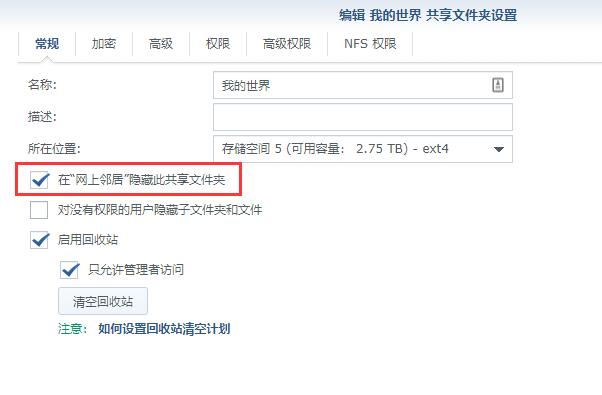 编辑 我的世界 共享文件夹设置
常规 加密 高级 权限 高级权限 NFS 权限
名称: 我的世界
描述:
所在位置: 存储空间 5 (可用容量： 2.75 TB) - ext4
在“网上邻居”隐藏此共享文件夹
对没有权限的用户隐藏子文件夹和文件
启用回收站
只允许管理者访问
清空回收站
注意： 如何设置回收站清空计划